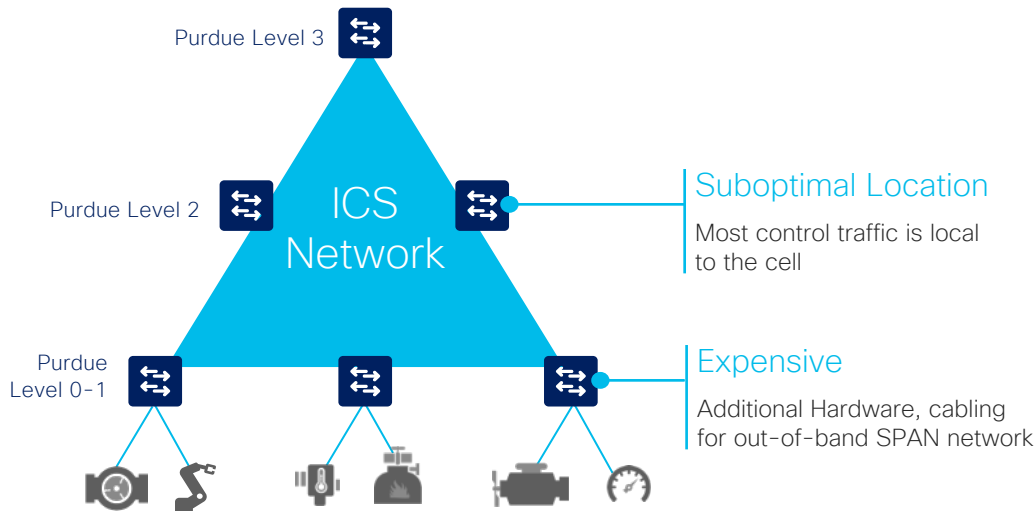 Purdue Level 3
Purdue Level 2
ICS
Network
Suboptimal Location
Most control traffic is local
to the cell
Purdue
Level 0-1
Expensive
Additional Hardware, cabling
for out-of-band SPAN network